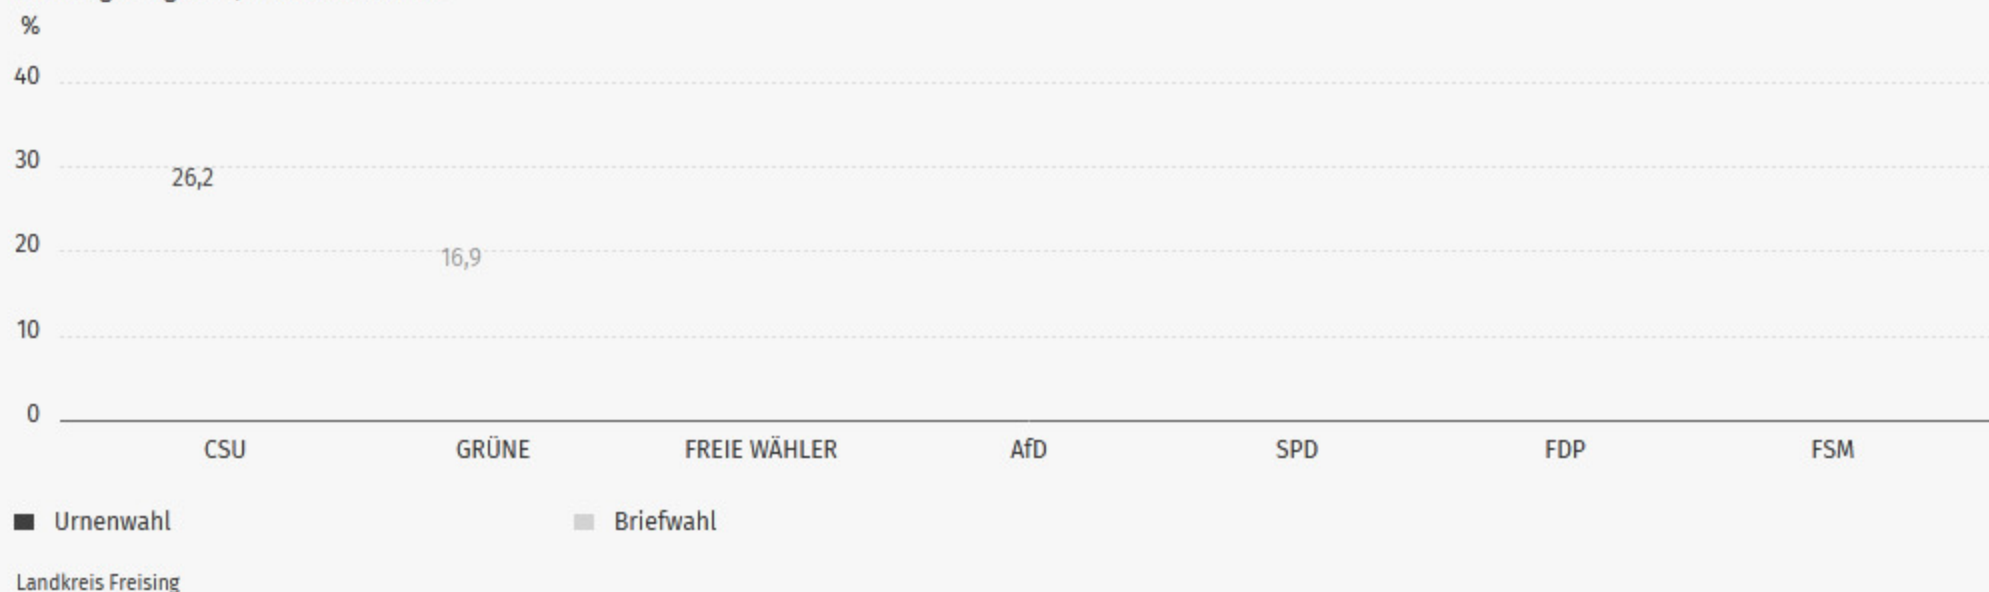 %
40
30
26,2
20
16,9
10
0
CSU GRÜNE FREIE WÄHLER AfD SPD FDP FSM
Urnenwahl Briefwahl
Landkreis Freising